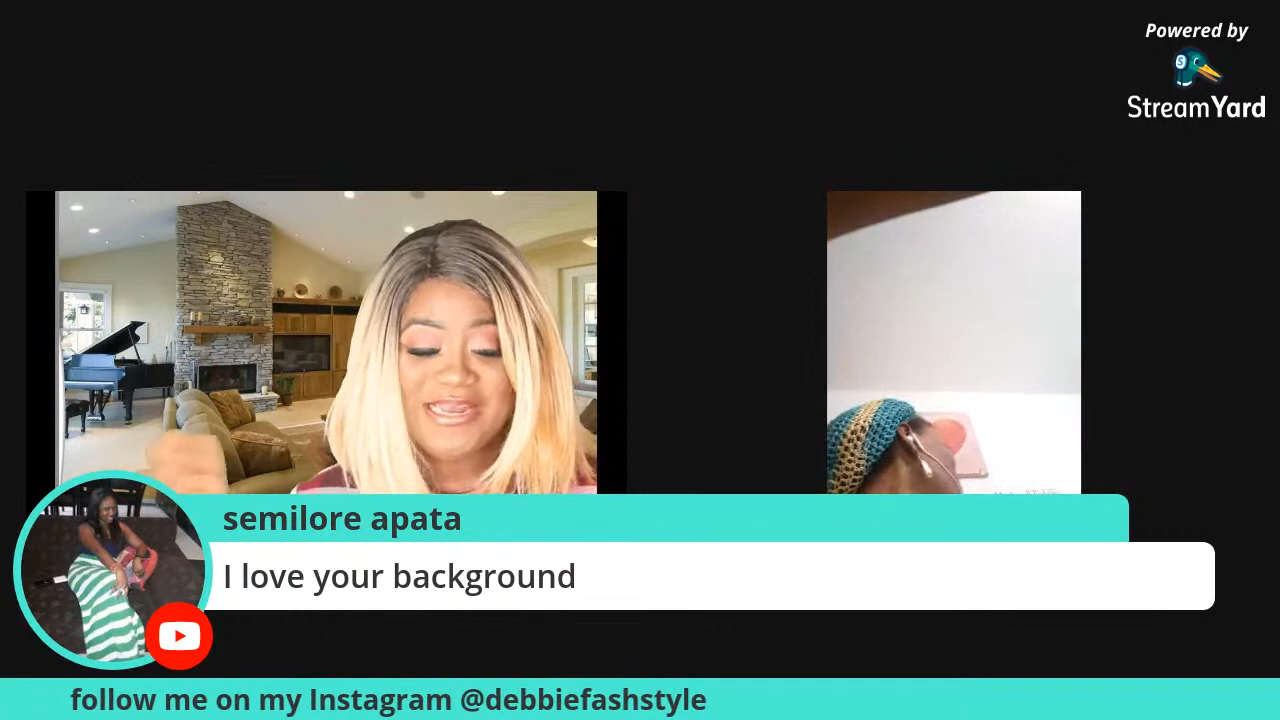 Powered by
StreamYard
semilore apata
I love your background
follow me on my Instagram @debbiefashstyle